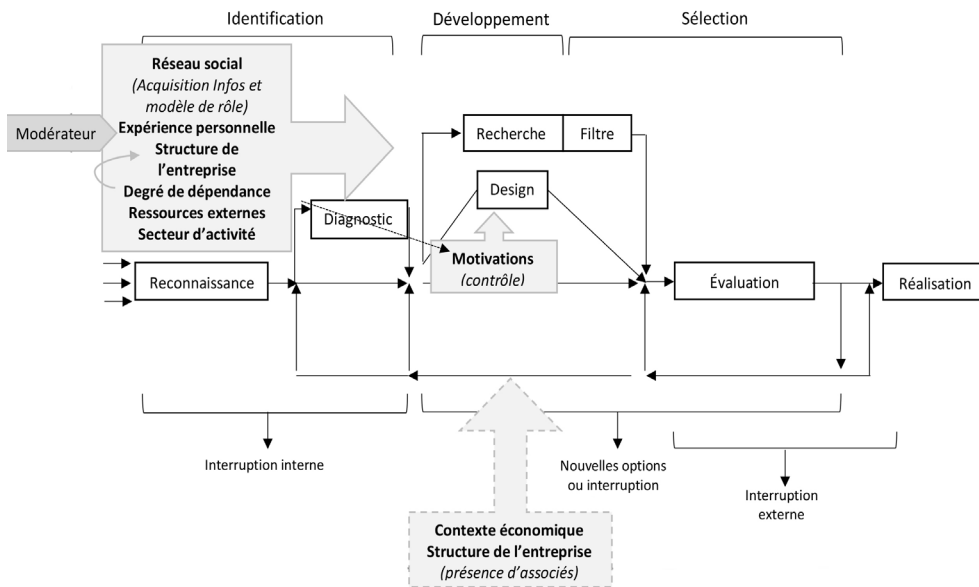 Identification
Développement
Sélection
Réseau social
(Acquisition Infos et
modèle de rôle)
Expérience personnelle
Structure de
l'entreprise
Degré de dépendance
Ressources externes
Secteur d'activité
Modérateur
Recherche
Filtre
Design
Diagnostic
Motivations
(contrôle)
Reconnaissance
Évaluation
Réalisation
Interruption interne
Nouvelles options
ou interruption
Interruption
externe
Contexte économique
Structure de l'entreprise
(présence d'associés)